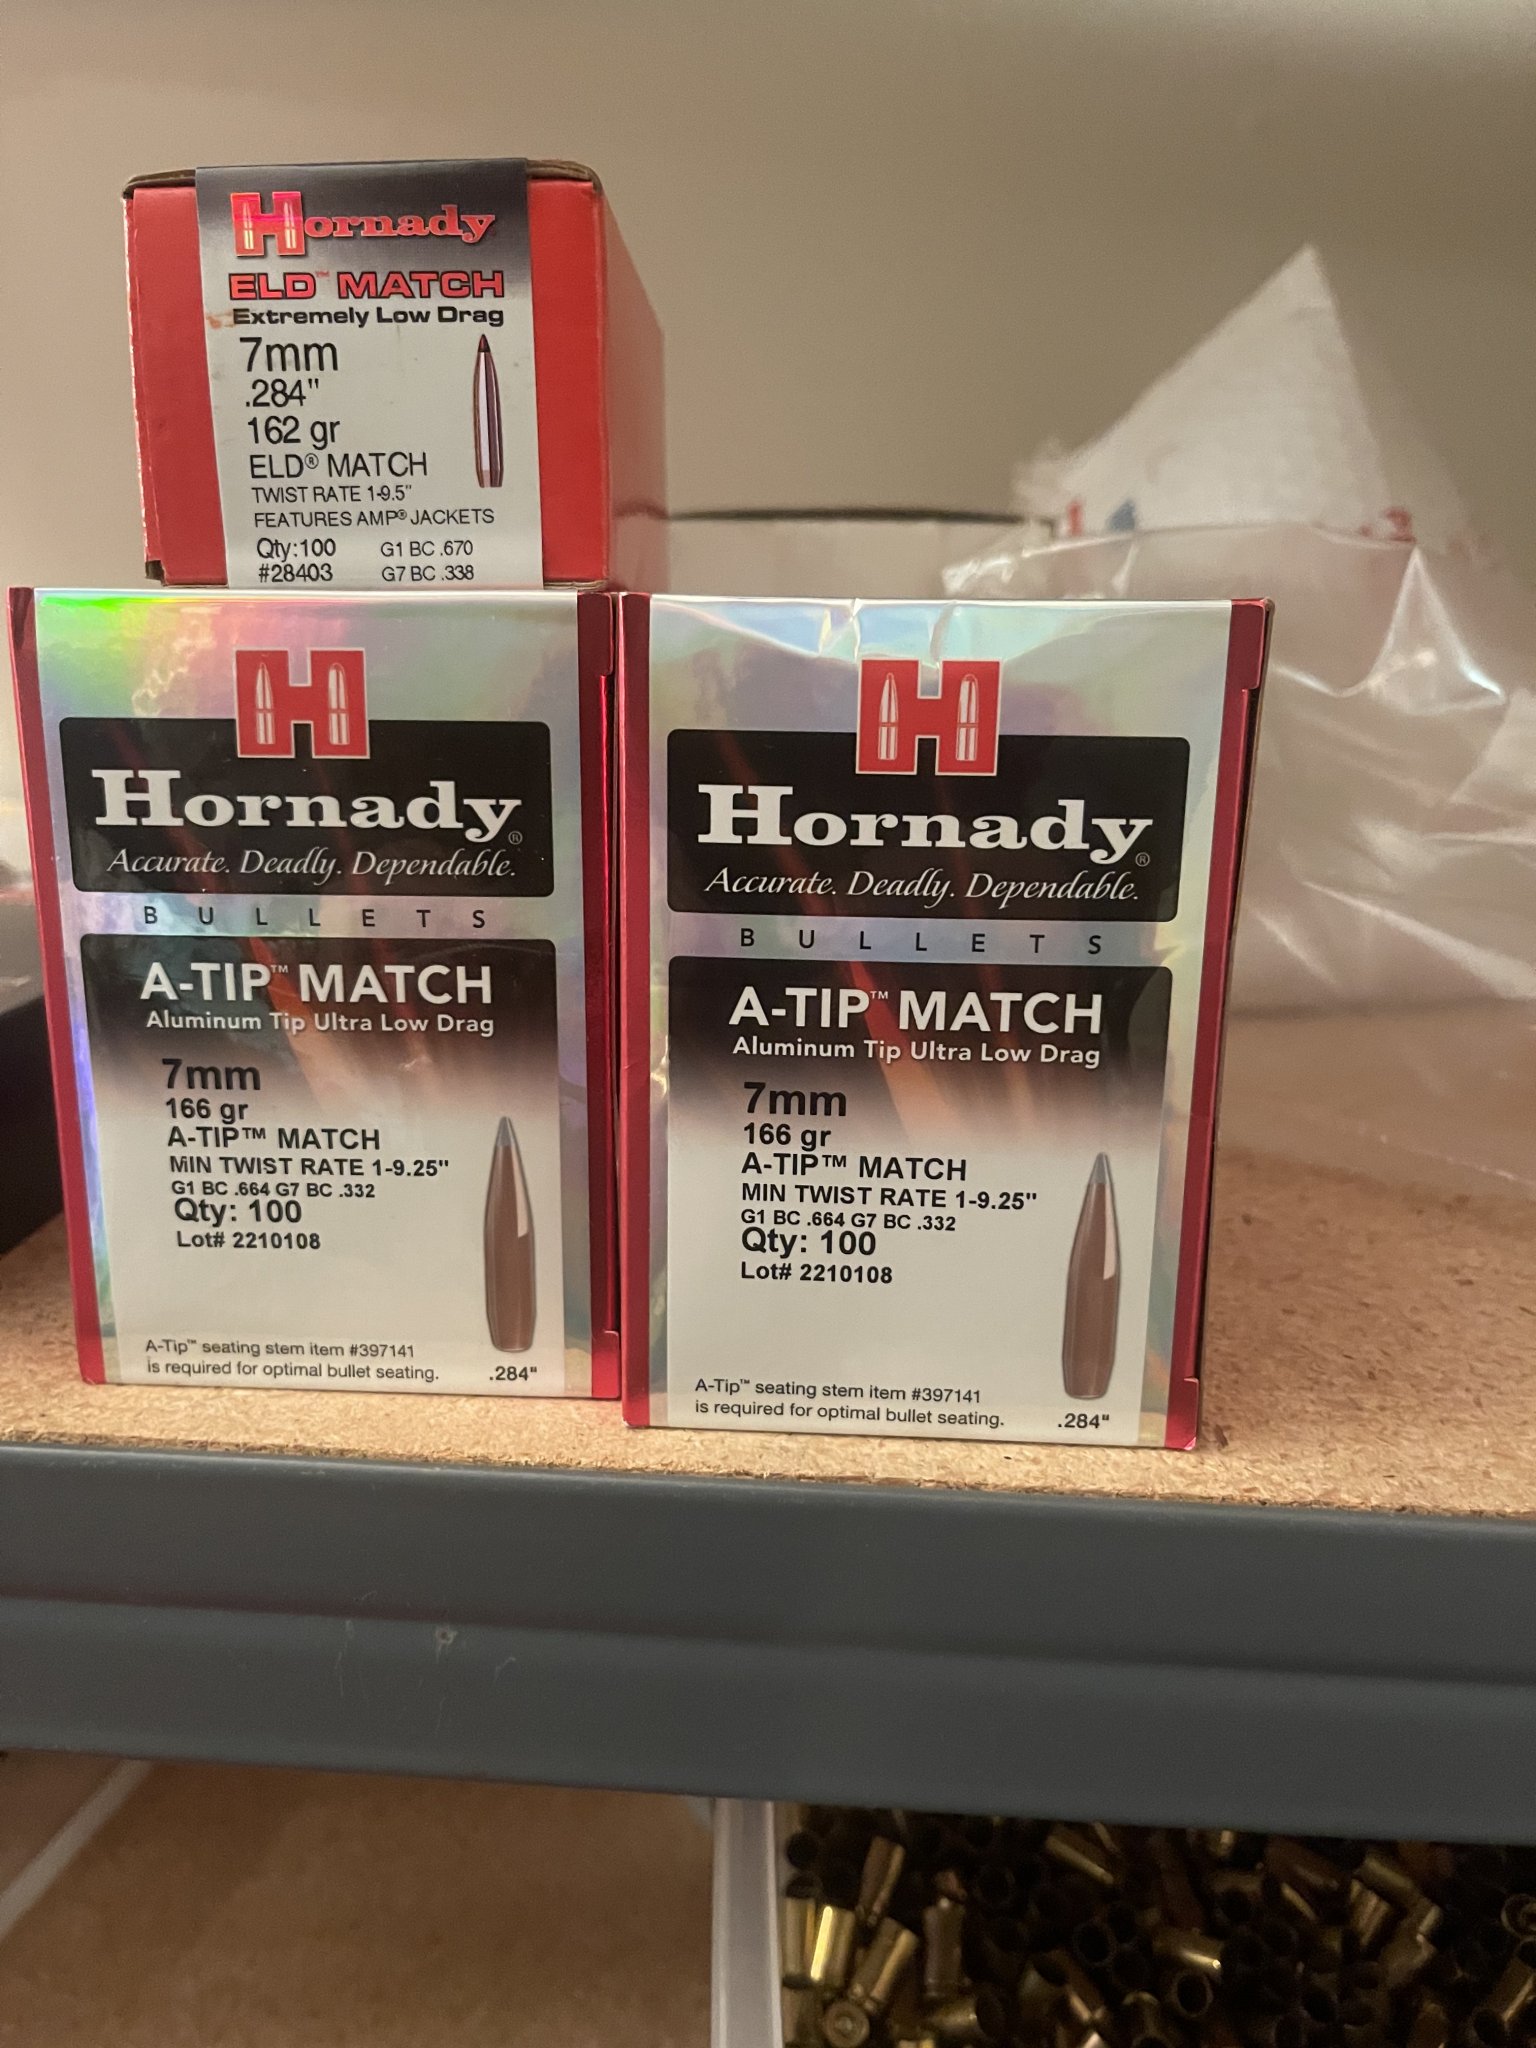 Hornady
ELD™ MATCH
Extremely Low Drag
7mm
.284"
162 gr
ELD® MATCH
TWIST RATE 1-9.5"
FEATURES AMP® JACKETS
Qty:100 G1 BC .670
#28403 G7 BC .338
H
Hornady®
Accurate. Deadly. Dependable.
BULLETS
A-TIP™ MATCH
Aluminum Tip Ultra Low Drag
7mm
166 gr
A-TIP™ MATCH
MIN TWIST RATE 1-9.25"
G1 BC .664 G7 BC .332
Qty: 100
Lot# 2210108
A-Tip™ seating stem item #397141
is required for optimal bullet seating.
.284"
H
Hornady®
Accurate. Deadly. Dependable.
BULLETS
A-TIP™ MATCH
Aluminum Tip Ultra Low Drag
7mm
166 gr
A-TIP™ MATCH
MIN TWIST RATE 1-9.25"
G1 BC .664 G7 BC .332
Qty: 100
Lot# 2210108
A-Tip™ seating stem item #397141
is required for optimal bullet seating.
.284"